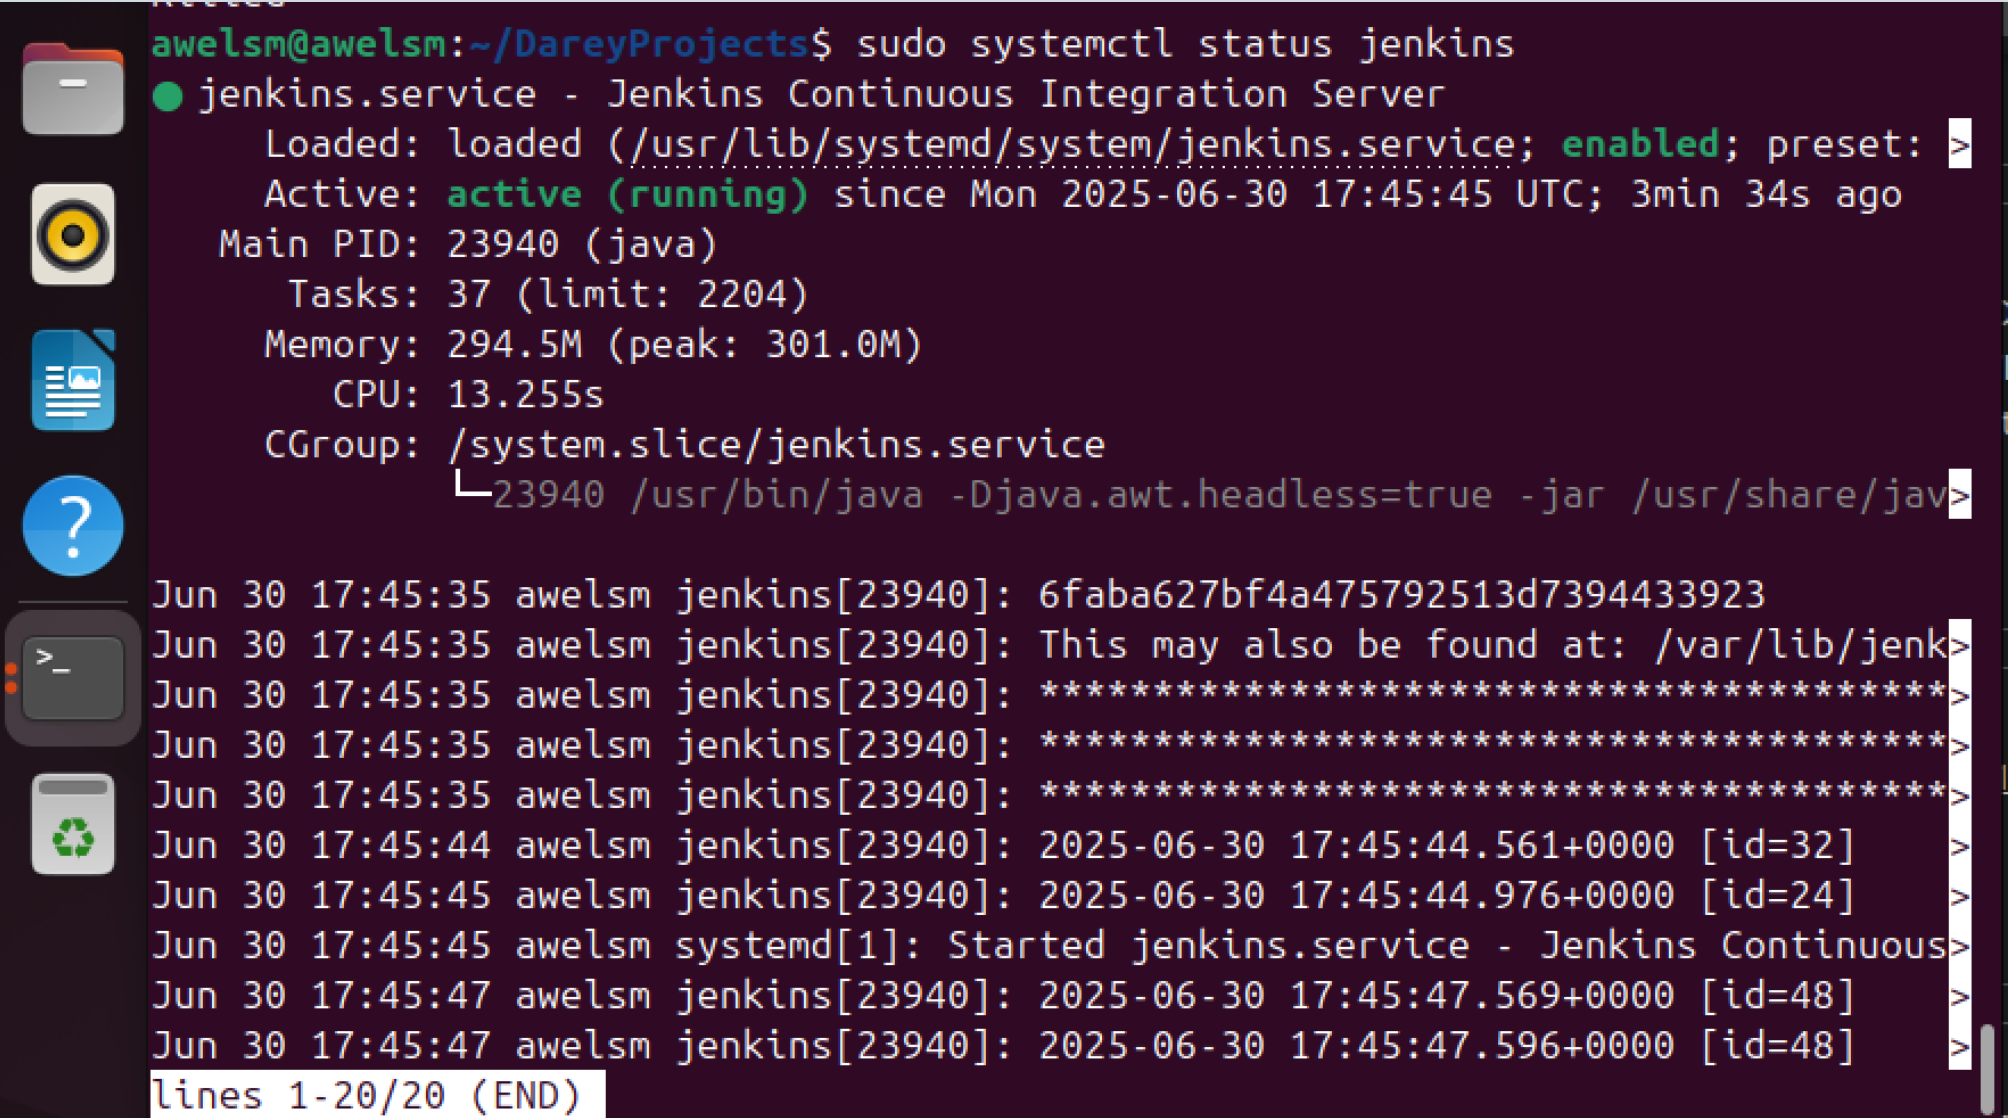 awelsm@awelsm:~/DareyProjects$ sudo systemctl status jenkins
● jenkins.service - Jenkins Continuous Integration Server
Loaded: loaded (/usr/lib/systemd/system/jenkins.service; enabled; preset: >
Active: active (running) since Mon 2025-06-30 17:45:45 UTC; 3min 34s ago
Main PID: 23940 (java)
Tasks: 37 (limit: 2204)
Memory: 294.5M (peak: 301.0M)
CPU: 13.255s
CGroup: /system.slice/jenkins.service
└─23940 /usr/bin/java -Djava.awt.headless=true -jar /usr/share/jav>
Jun 30 17:45:35 awelsm jenkins[23940]: 6faba627bf4a475792513d7394433923
Jun 30 17:45:35 awelsm jenkins[23940]: This may also be found at: /var/lib/jenk>
Jun 30 17:45:35 awelsm jenkins[23940]: ****************************************>
Jun 30 17:45:35 awelsm jenkins[23940]: ****************************************>
Jun 30 17:45:35 awelsm jenkins[23940]: ****************************************>
Jun 30 17:45:44 awelsm jenkins[23940]: 2025-06-30 17:45:44.561+0000 [id=32] >
Jun 30 17:45:45 awelsm jenkins[23940]: 2025-06-30 17:45:44.976+0000 [id=24] >
Jun 30 17:45:45 awelsm systemd[1]: Started jenkins.service - Jenkins Continuous>
Jun 30 17:45:47 awelsm jenkins[23940]: 2025-06-30 17:45:47.569+0000 [id=48] >
Jun 30 17:45:47 awelsm jenkins[23940]: 2025-06-30 17:45:47.596+0000 [id=48] >
lines 1-20/20 (END)